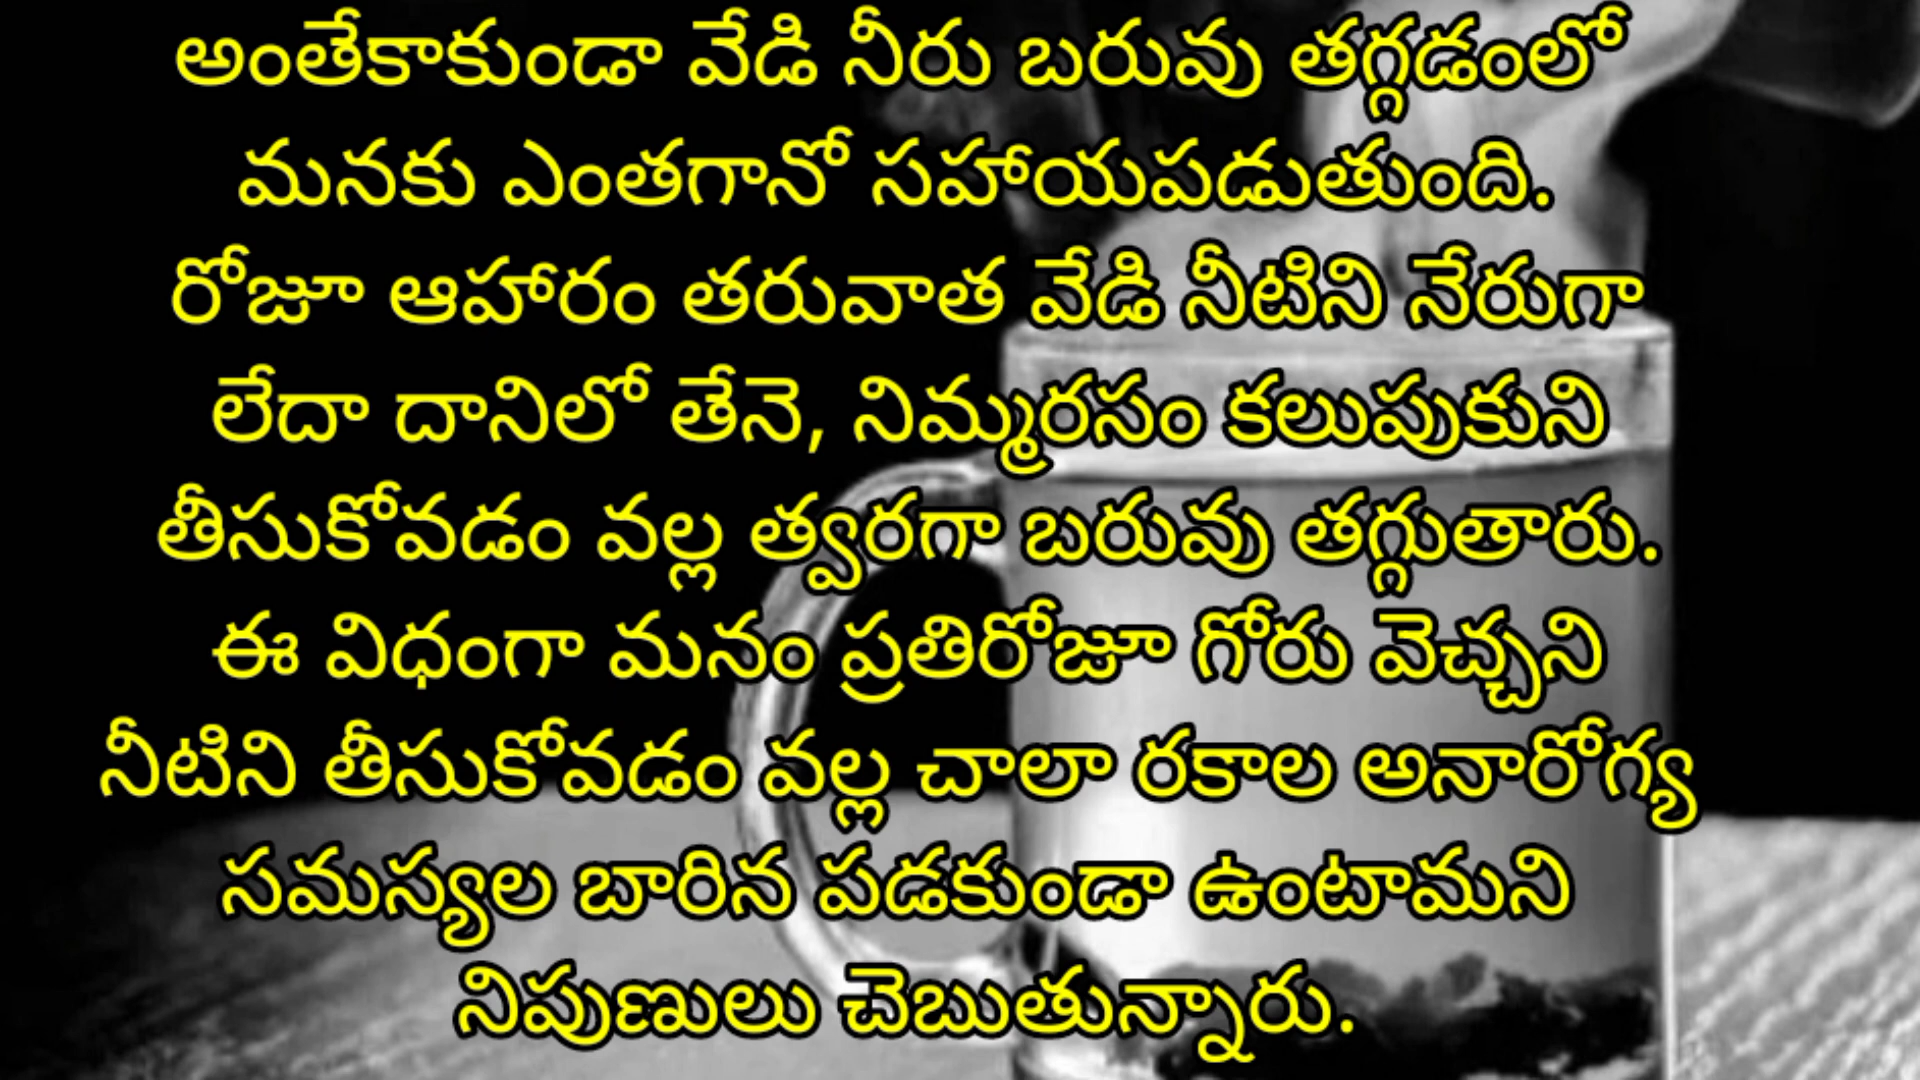 అంతేకాకుండా వేడి నీరు బరువు తగ్గడంలో
మనకు ఎంతగానో సహాయపడుతుంది.
రోజూ ఆహారం తరువాత వేడి నీటిని నేరుగా
లేదా దానిలో తేనె, నిమ్మరసం కలుపుకుని
తీసుకోవడం వల్ల త్వరగా బరువు తగ్గుతారు.
ఈ విధంగా మనం ప్రతిరోజూ గోరు వెచ్చని
నీటిని తీసుకోవడం వల్ల చాలా రకాల అనారోగ్య
సమస్యల బారిన పడకుండా ఉంటామని
నిపుణులు చెబుతున్నారు.